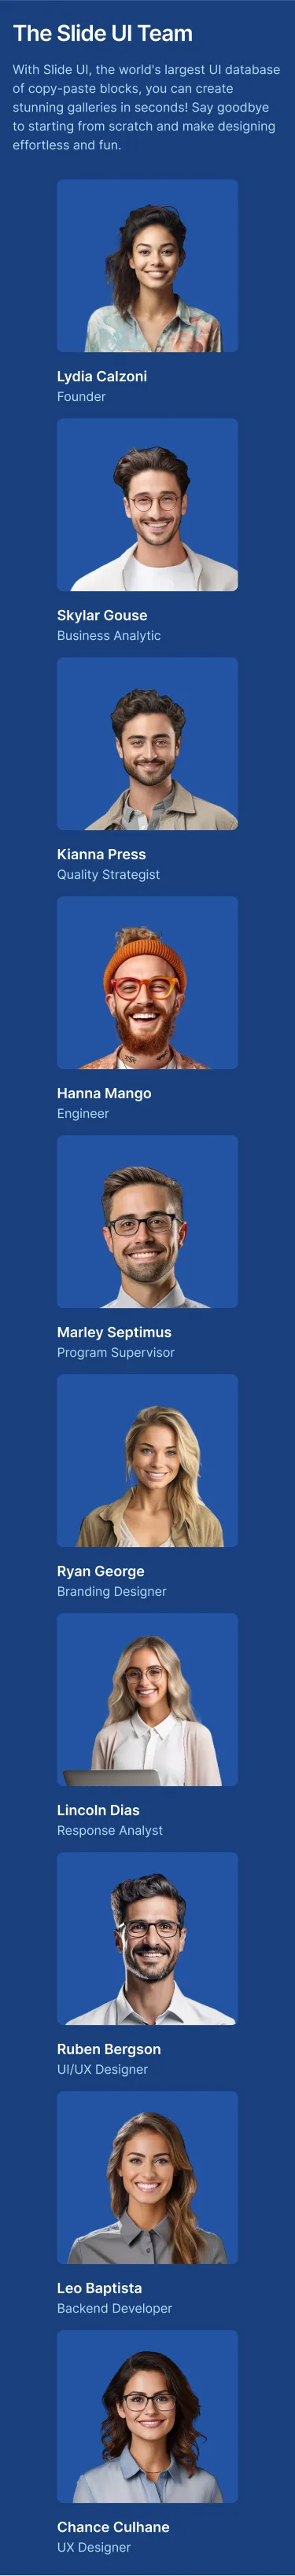 The Slide UI Team
With Slide UI, the world's largest UI database
of copy-paste blocks, you can create
stunning galleries in seconds! Say goodbye
to starting from scratch and make designing
effortless and fun.
Lydia Calzoni
Founder
Skylar Gouse
Business Analytic
Kianna Press
Quality Strategist
Hanna Mango
Engineer
Marley Septimus
Program Supervisor
Ryan George
Branding Designer
Lincoln Dias
Response Analyst
Ruben Bergson
UI/UX Designer
Leo Baptista
Backend Developer
Chance Culhane
UX Designer